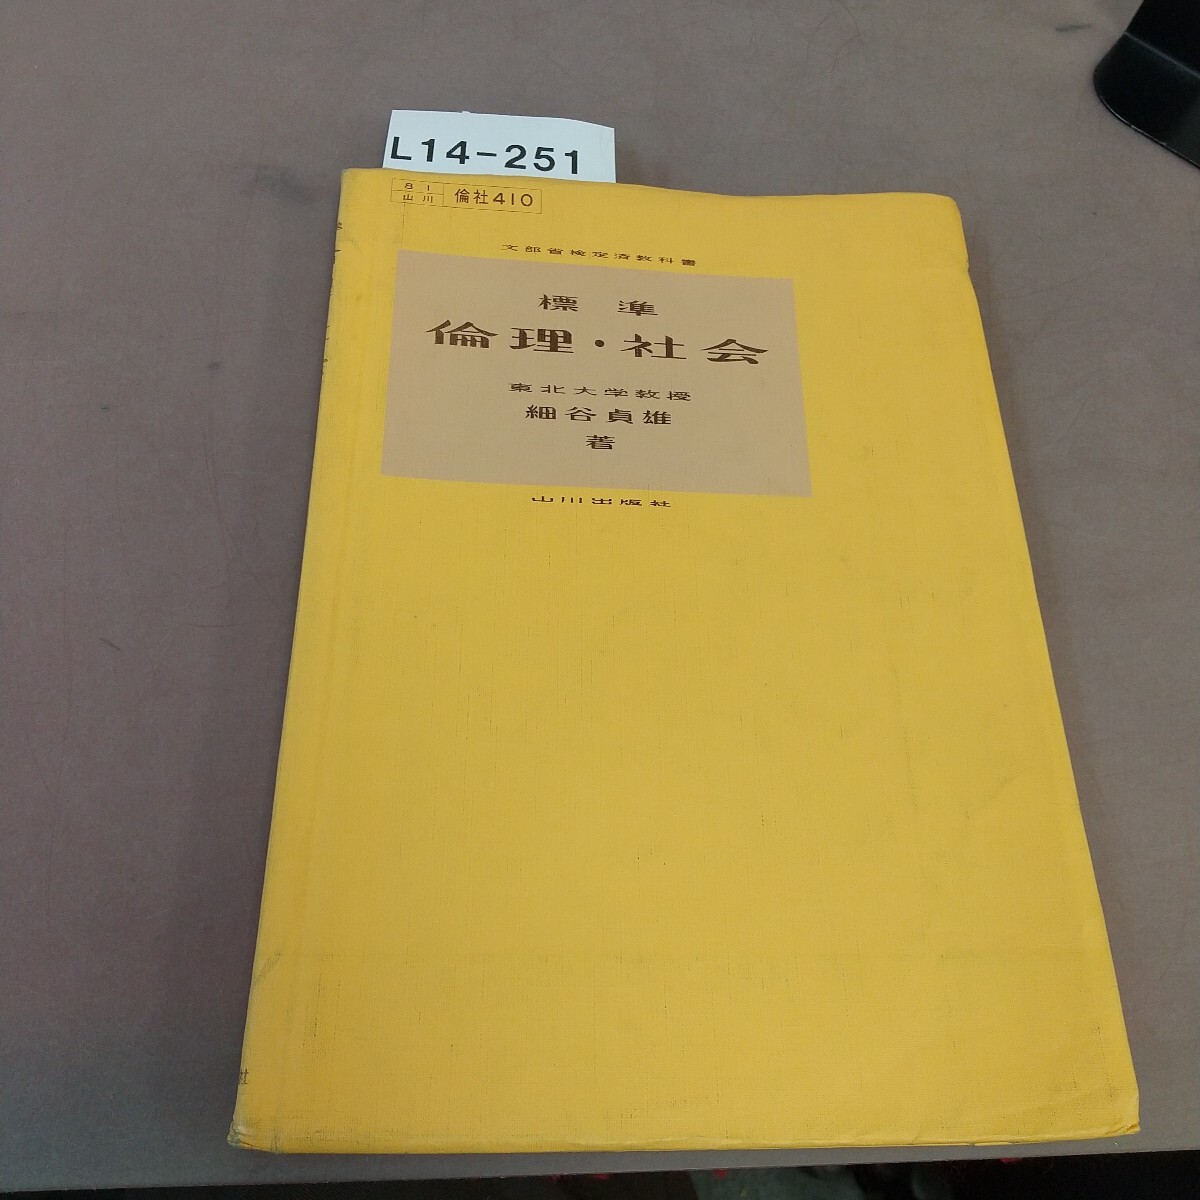 L14-251
81
山川
倫社410
文部省検定済教科書
標準
倫理・社会
東北大学教授
細谷貞雄
著
山川出版社
社